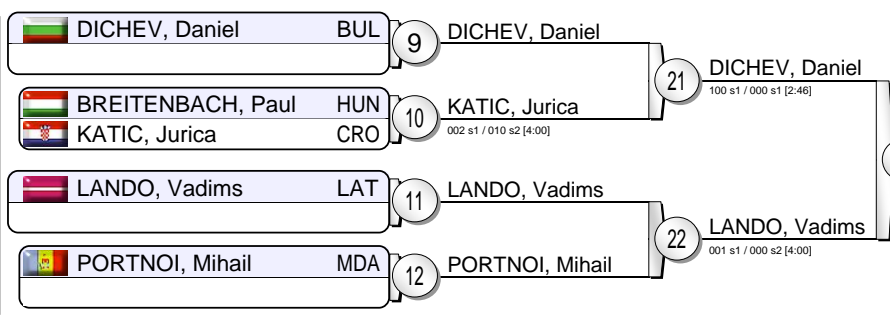 DICHEV, Daniel BUL
9
DICHEV, Daniel
BREITENBACH, Paul HUN
KATIC, Jurica CRO
10
KATIC, Jurica
002 s1 / 010 s2 [4:00]
21
DICHEV, Daniel
100 s1 / 000 s1 [2:46]
LANDO, Vadims LAT
11
LANDO, Vadims
PORTNOI, Mihail MDA
12
PORTNOI, Mihail
22
LANDO, Vadims
001 s1 / 000 s2 [4:00]